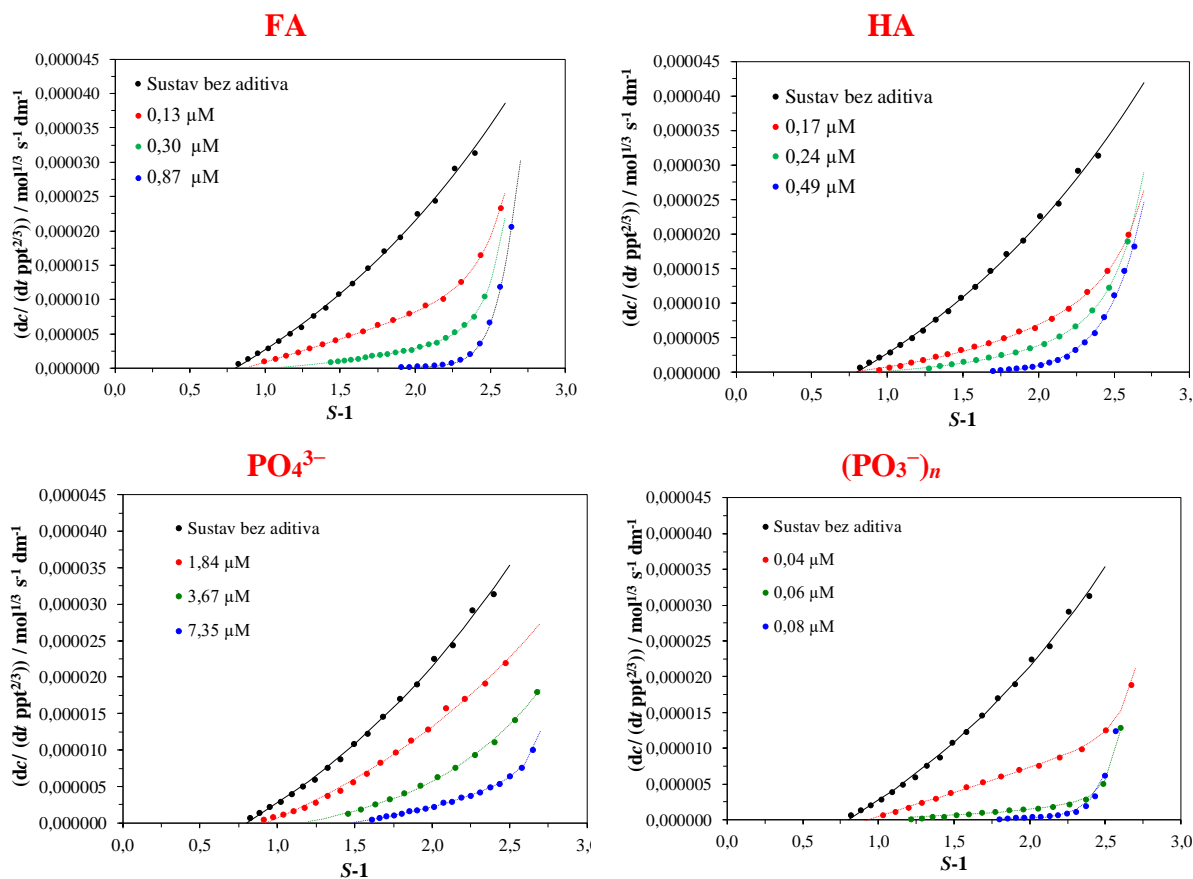 FA
(dc/ (dt ppt2/3)) / mol1/3 s-1 dm-1
0,000045
0,000040
0,000035
0,000030
0,000025
0,000020
0,000015
0,000010
0,000005
0,000000
Sustav bez aditiva
0,13 µM
0,30 µM
0,87 µM
0,0 0,5 1,0 1,5 2,0 2,5 3,0
S-1
HA
(dc/ (dt ppt2/3)) / mol1/3 s-1 dm-1
0,000045
0,000040
0,000035
0,000030
0,000025
0,000020
0,000015
0,000010
0,000005
0,000000
Sustav bez aditiva
0,17 µM
0,24 µM
0,49 µM
0,0 0,5 1,0 1,5 2,0 2,5 3,
S-1
PO₄³⁻
(dc/ (dt ppt2/3)) / mol1/3 s-1 dm-1
0,000045
0,000040
0,000035
0,000030
0,000025
0,000020
0,000015
0,000010
0,000005
0,000000
Sustav bez aditiva
1,84 µM
3,67 µM
7,35 µM
0,0 0,5 1,0 1,5 2,0 2,5 3,0
S-1
(PO₃⁻)ₙ
(dc/ (dt ppt2/3)) / mol1/3 s-1 dm-1
0,000045
0,000040
0,000035
0,000030
0,000025
0,000020
0,000015
0,000010
0,000005
0,000000
Sustav bez aditiva
0,04 µM
0,06 µM
0,08 µM
0,0 0,5 1,0 1,5 2,0 2,5 3,0
S-1